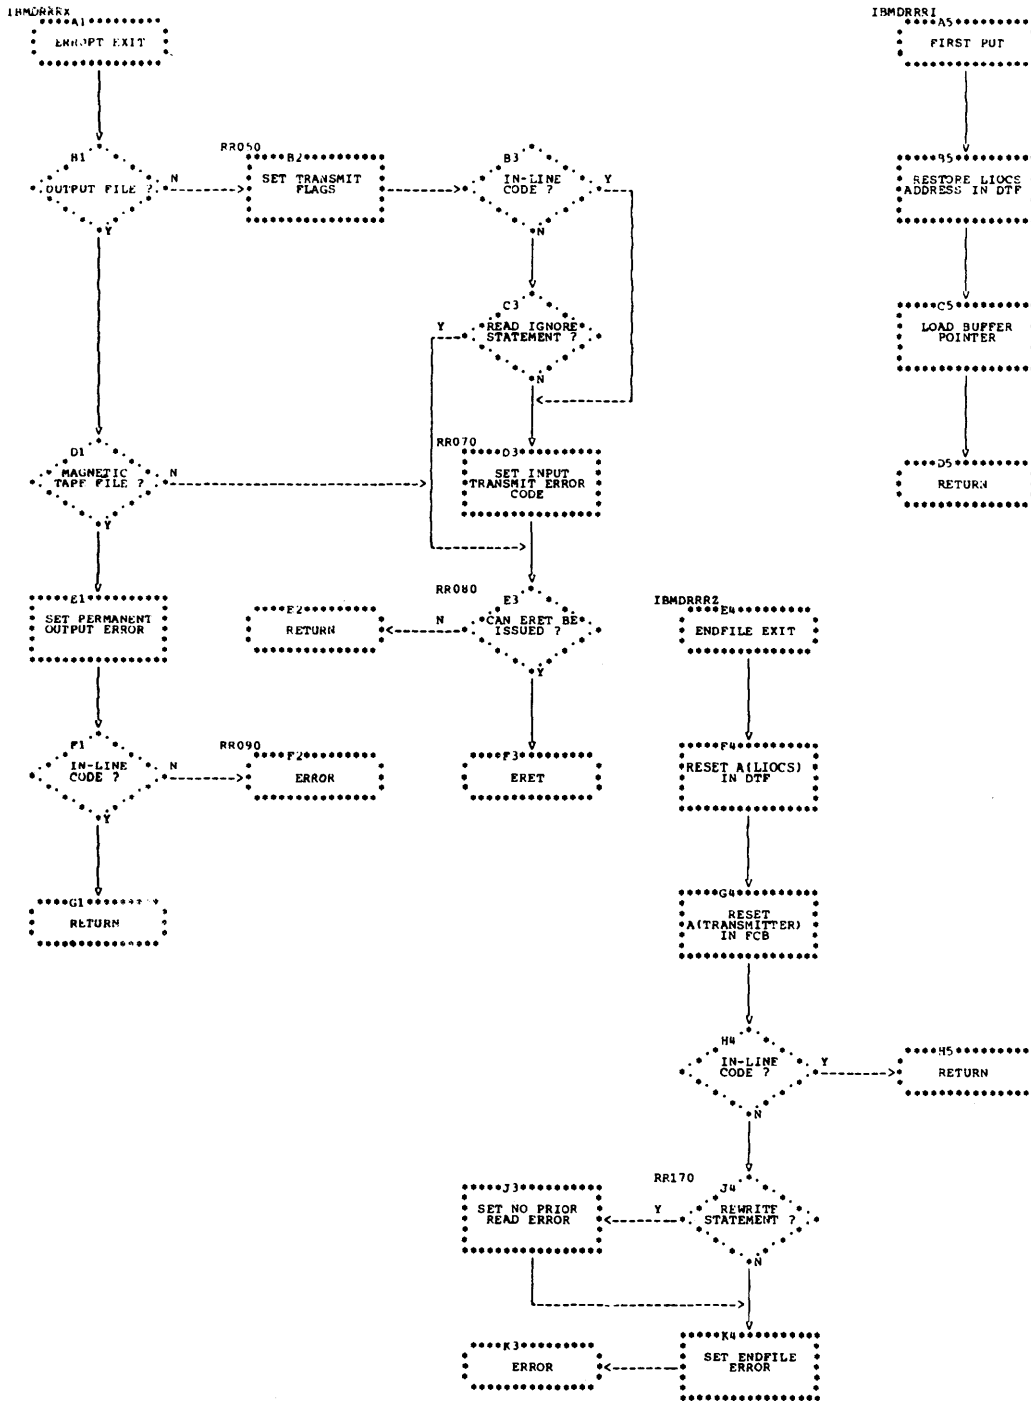 IBMDRRRX
A1
ERROPT EXIT
B1
OUTPUT FILE ?
N
Y
RR050
B2
SET TRANSMIT
FLAGS
B3
IN-LINE
CODE ?
Y
N
C3
READ IGNORE
STATEMENT ?
Y
N
D1
MAGNETIC
TAPE FILE ?
N
Y
RR070
D3
SET INPUT
TRANSMIT ERROR
CODE
E1
SET PERMANENT
OUTPUT ERROR
E2
RETURN
RR080
E3
CAN ERET BE
ISSUED ?
N
Y
F1
IN-LINE
CODE ?
N
Y
RR090
F2
ERROR
F3
ERET
G1
RETURN
IBMDRRRI
A5
FIRST PUT
B5
RESTORE LIOCS
ADDRESS IN DTF
C5
LOAD BUFFER
POINTER
D5
RETURN
IBMDRRRZ
E4
ENDFILE EXIT
F4
RESET A(LIOCS)
IN DTF
G4
RESET
A(TRANSMITTER)
IN FCB
H4
IN-LINE
CODE ?
Y
N
H5
RETURN
RR170
J4
REWRITE
STATEMENT ?
Y
N
J3
SET NO PRIOR
READ ERROR
K4
SET ENDFILE
ERROR
K3
ERROR